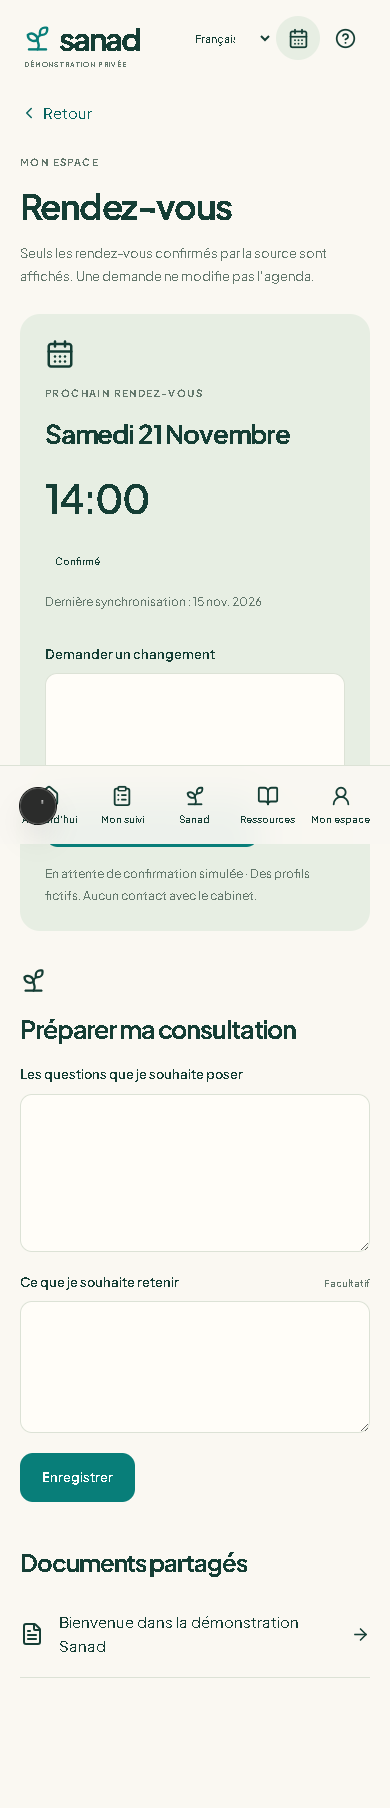 sanad
DÉMONSTRATION PRIVÉE
Français
Retour
MON ESPACE
Rendez-vous
Seuls les rendez-vous confirmés par la source sont
affichés. Une demande ne modifie pas l'agenda.
PROCHAIN RENDEZ-VOUS
Samedi 21 Novembre
14:00
Confirmé
Dernière synchronisation : 15 nov. 2026
Demander un changement
Mon suivi
Sanad
Ressources
Mon espace
En attente de confirmation simulée · Des profils
fictifs. Aucun contact avec le cabinet.
Préparer ma consultation
Les questions que je souhaite poser
Ce que je souhaite retenir
Facultatif
Enregistrer
Documents partagés
Bienvenue dans la démonstration
Sanad